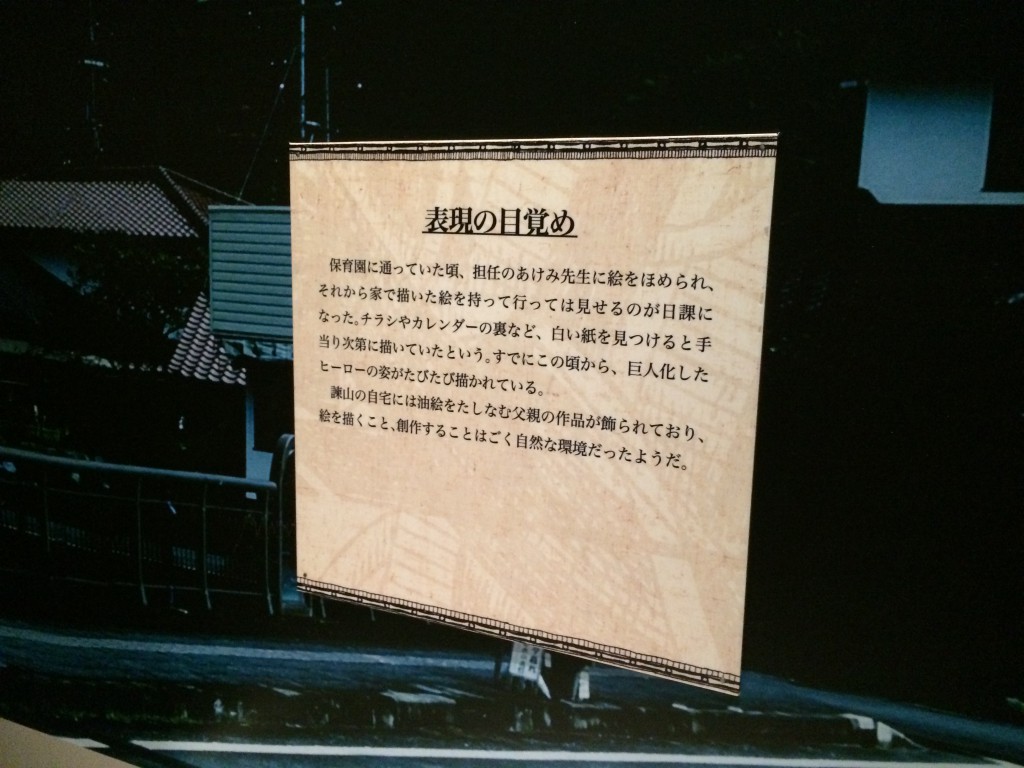 表現の目覚め
保育園に通っていた頃、担任のあけみ先生に絵をほめられ、
それから家で描いた絵を持って行っては見せるのが日課に
なった。チラシやカレンダーの裏など、白い紙を見つけると手
当り次第に描いていたという。すでにこの頃から、巨人化した
ヒーローの姿がたびたび描かれている。
諫山の自宅には油絵をたしなむ父親の作品が飾られており、
絵を描くこと、創作することはごく自然な環境だったようだ。